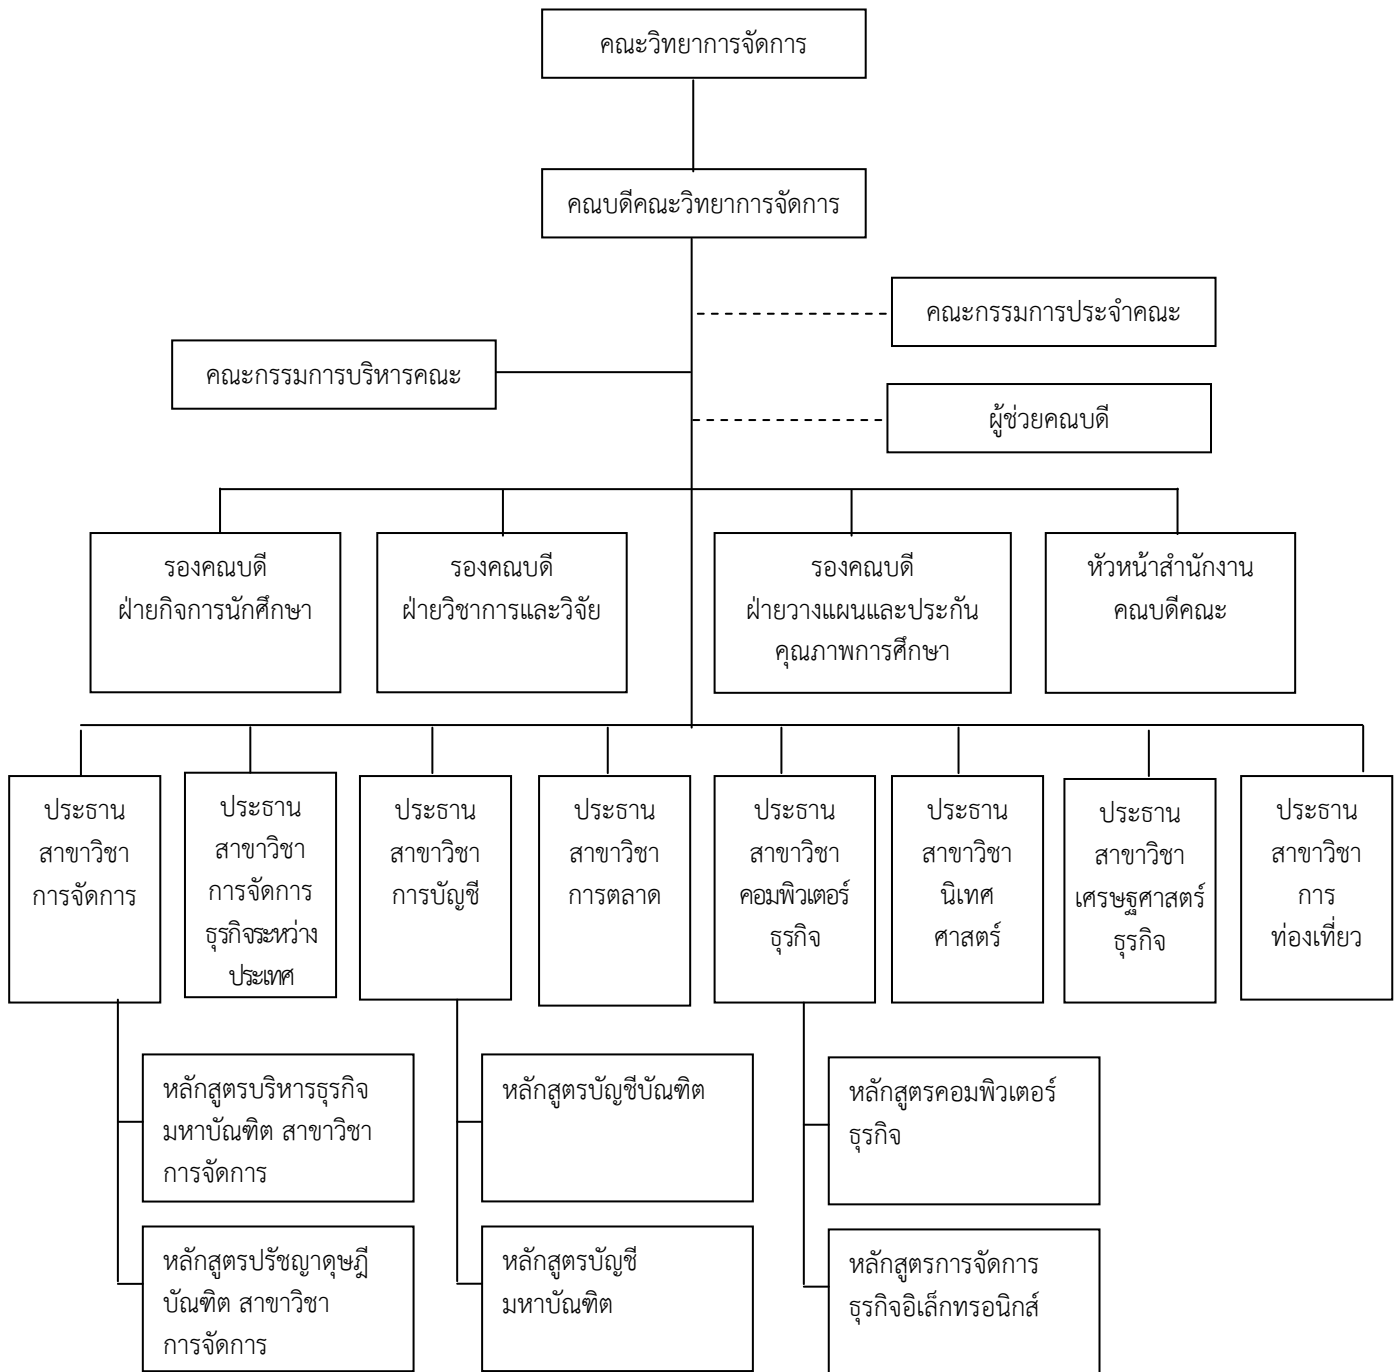 คณะวิทยาการจัดการ
คณบดีคณะวิทยาการจัดการ
คณะกรรมการประจำคณะ
คณะกรรมการบริหารคณะ
ผู้ช่วยคณบดี
รองคณบดี
ฝ่ายกิจการนักศึกษา
รองคณบดี
ฝ่ายวิชาการและวิจัย
รองคณบดี
ฝ่ายวางแผนและประกัน
คุณภาพการศึกษา
หัวหน้าสำนักงาน
คณบดีคณะ
ประธาน
สาขาวิชา
การจัดการ
ประธาน
สาขาวิชา
การจัดการ
ธุรกิจระหว่าง
ประเทศ
ประธาน
สาขาวิชา
การบัญชี
ประธาน
สาขาวิชา
การตลาด
ประธาน
สาขาวิชา
คอมพิวเตอร์
ธุรกิจ
ประธาน
สาขาวิชา
นิเทศ
ศาสตร์
ประธาน
สาขาวิชา
เศรษฐศาสตร์
ธุรกิจ
ประธาน
สาขาวิชา
การ
ท่องเที่ยว
หลักสูตรบริหารธุรกิจ
มหาบัณฑิต สาขาวิชา
การจัดการ
หลักสูตรบัญชีบัณฑิต
หลักสูตรคอมพิวเตอร์
ธุรกิจ
หลักสูตรปรัชญาดุษฎี
บัณฑิต สาขาวิชา
การจัดการ
หลักสูตรบัญชี
มหาบัณฑิต
หลักสูตรการจัดการ
ธุรกิจอิเล็กทรอนิกส์